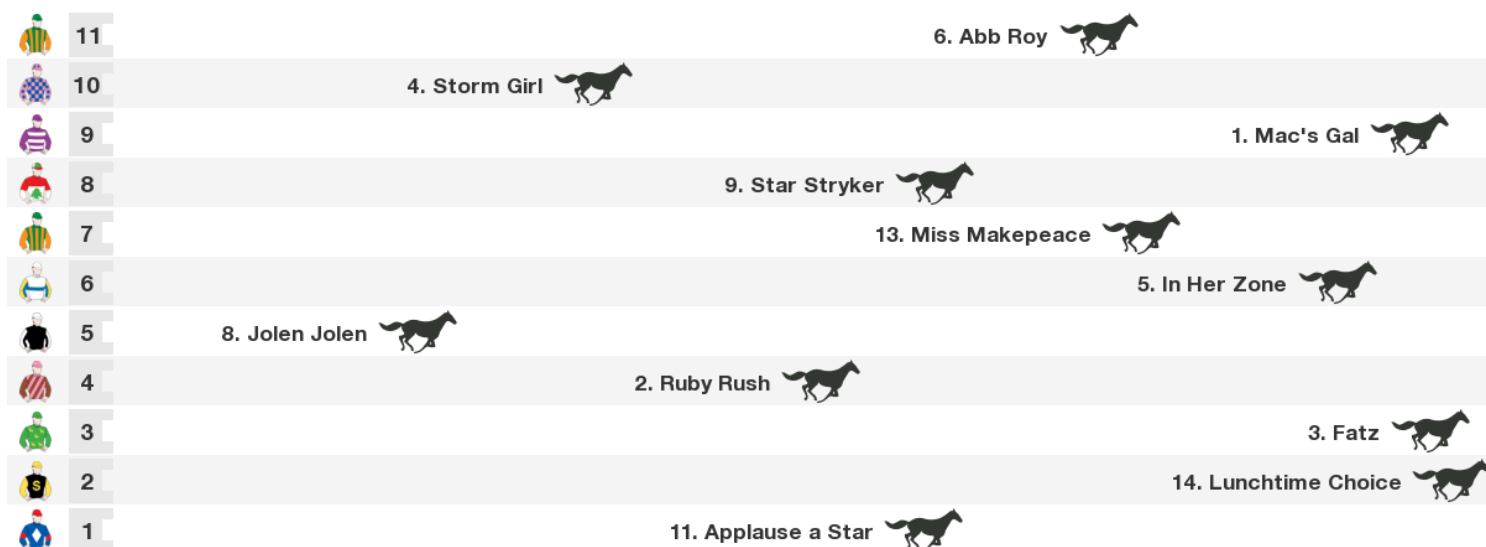 11 6. Abb Roy
10 4. Storm Girl
9 1. Mac's Gal
8 9. Star Stryker
7 13. Miss Makepeace
6 5. In Her Zone
5 8. Jolen Jolen
4 2. Ruby Rush
3 3. Fatz
S 2 14. Lunchtime Choice
1 11. Applause a Star